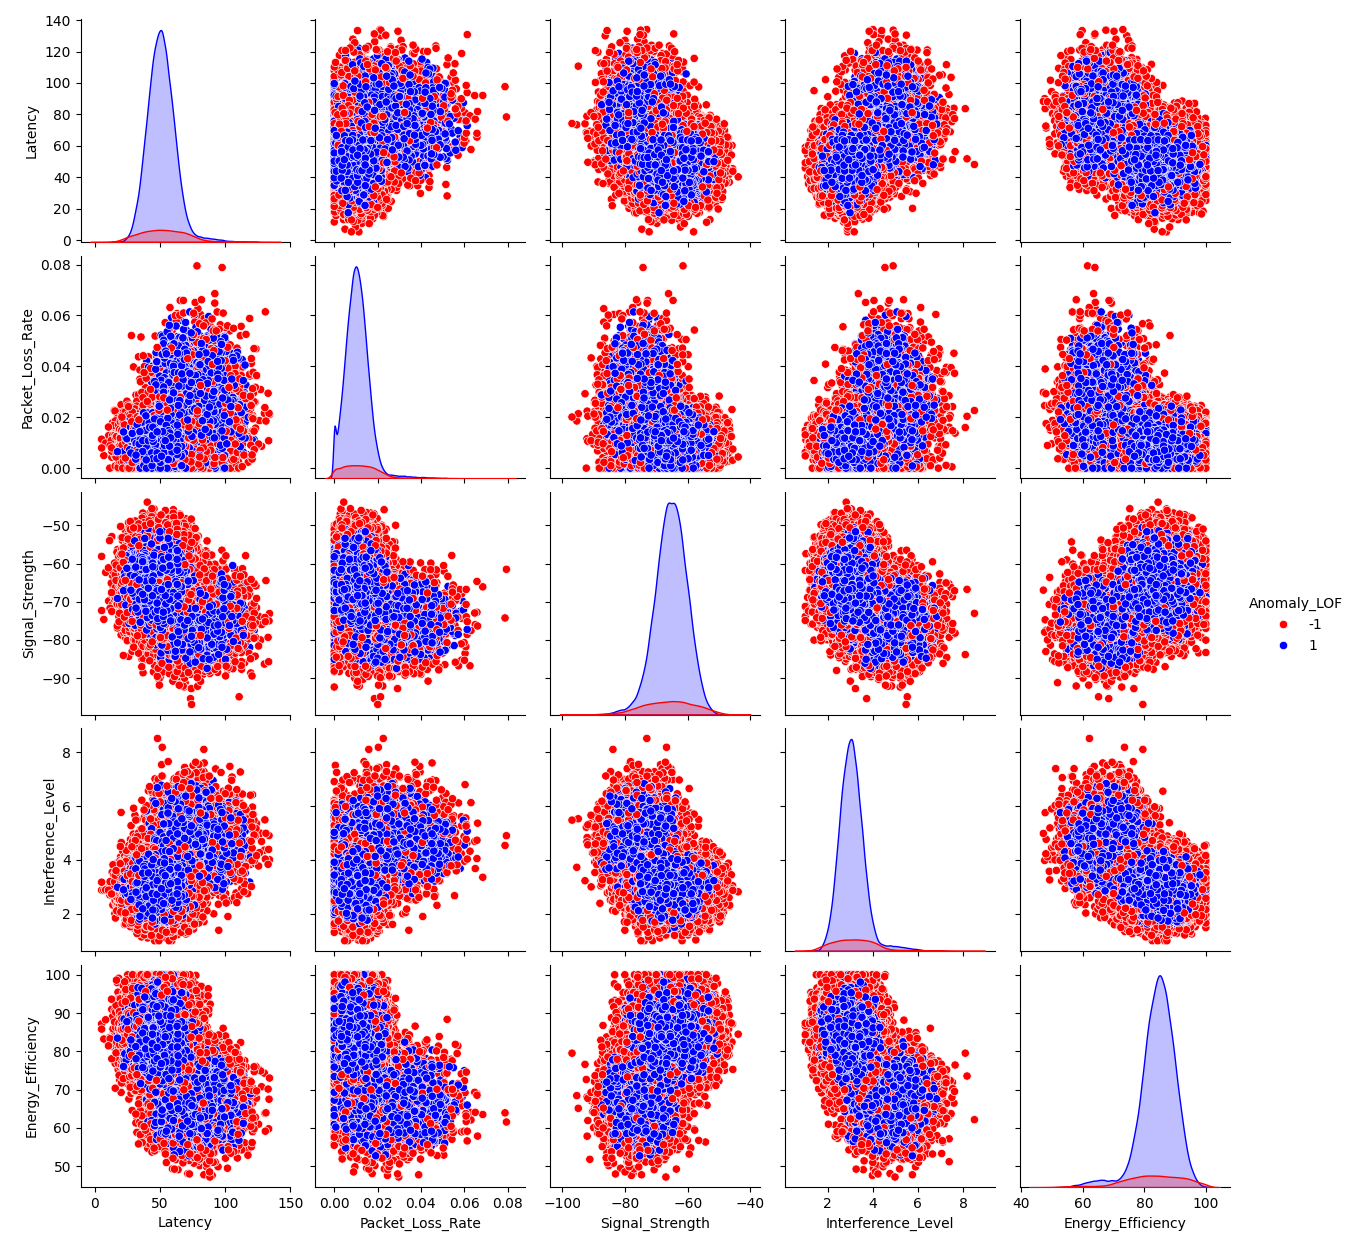 140
120
100
80
60
40
20
0
Latency
0.08
0.06
0.04
0.02
0.00
Packet_Loss_Rate
−50
−60
−70
−80
−90
Signal_Strength
Anomaly_LOF
-1
1
8
6
4
2
Interference_Level
100
90
80
70
60
50
Energy_Efficiency
0 50 100 150
0.00 0.02 0.04 0.06 0.08
−100 −80 −60 −40
2 4 6 8
40 60 80 100
Latency
Packet_Loss_Rate
Signal_Strength
Interference_Level
Energy_Efficiency